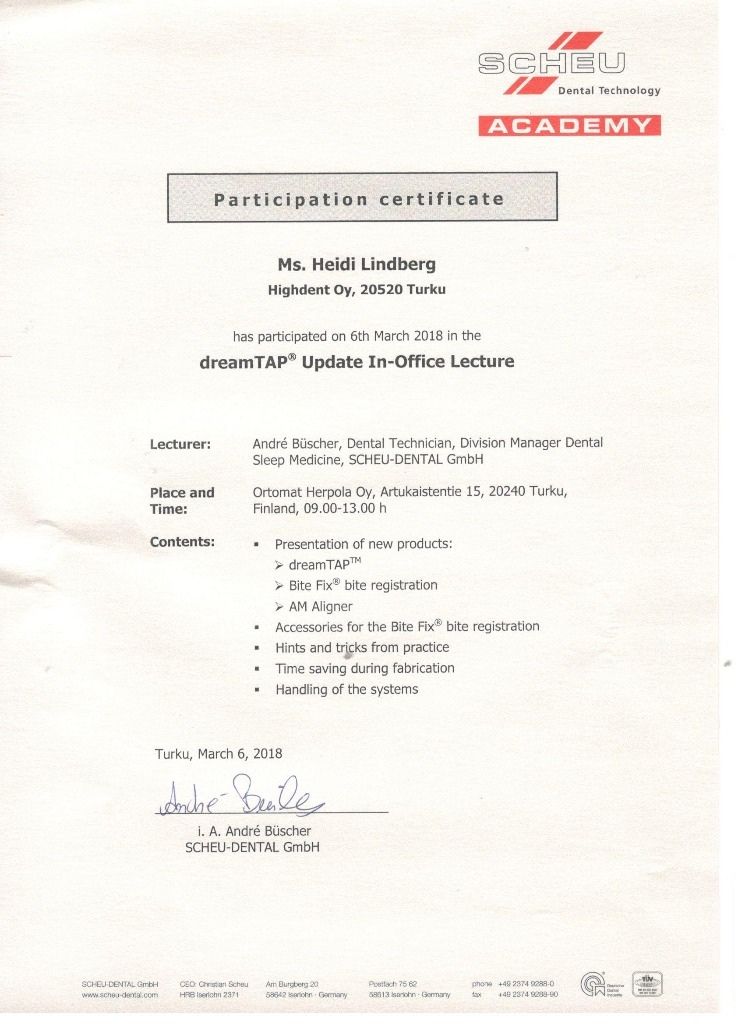 SCHEU
Dental Technology
ACADEMY
Participation certificate
Ms. Heidi Lindberg
Highdent Oy, 20520 Turku
has participated on 6th March 2018 in the
dreamTAP® Update In-Office Lecture
Lecturer: André Büscher, Dental Technician, Division Manager Dental
Sleep Medicine, SCHEU-DENTAL GmbH
Place and Ortomat Herpola Oy, Artukaistentie 15, 20240 Turku,
Time: Finland, 09.00-13.00 h
Contents: ▪ Presentation of new products:
➢ dreamTAP™
➢ Bite Fix® bite registration
➢ AM Aligner
▪ Accessories for the Bite Fix® bite registration
▪ Hints and tricks from practice
▪ Time saving during fabrication
▪ Handling of the systems
Turku, March 6, 2018
i. A. André Büscher
SCHEU-DENTAL GmbH
SCHEU-DENTAL GmbH CEO: Christian Scheu Am Burgberg 20 Postfach 75 62 phone +49 2374 9288-0
www.scheu-dental.com HRB Iserlohn 2371 58642 Iserlohn · Germany 58613 Iserlohn · Germany fax +49 2374 9288-90
Deutsche
Dental
Industrie
TÜV